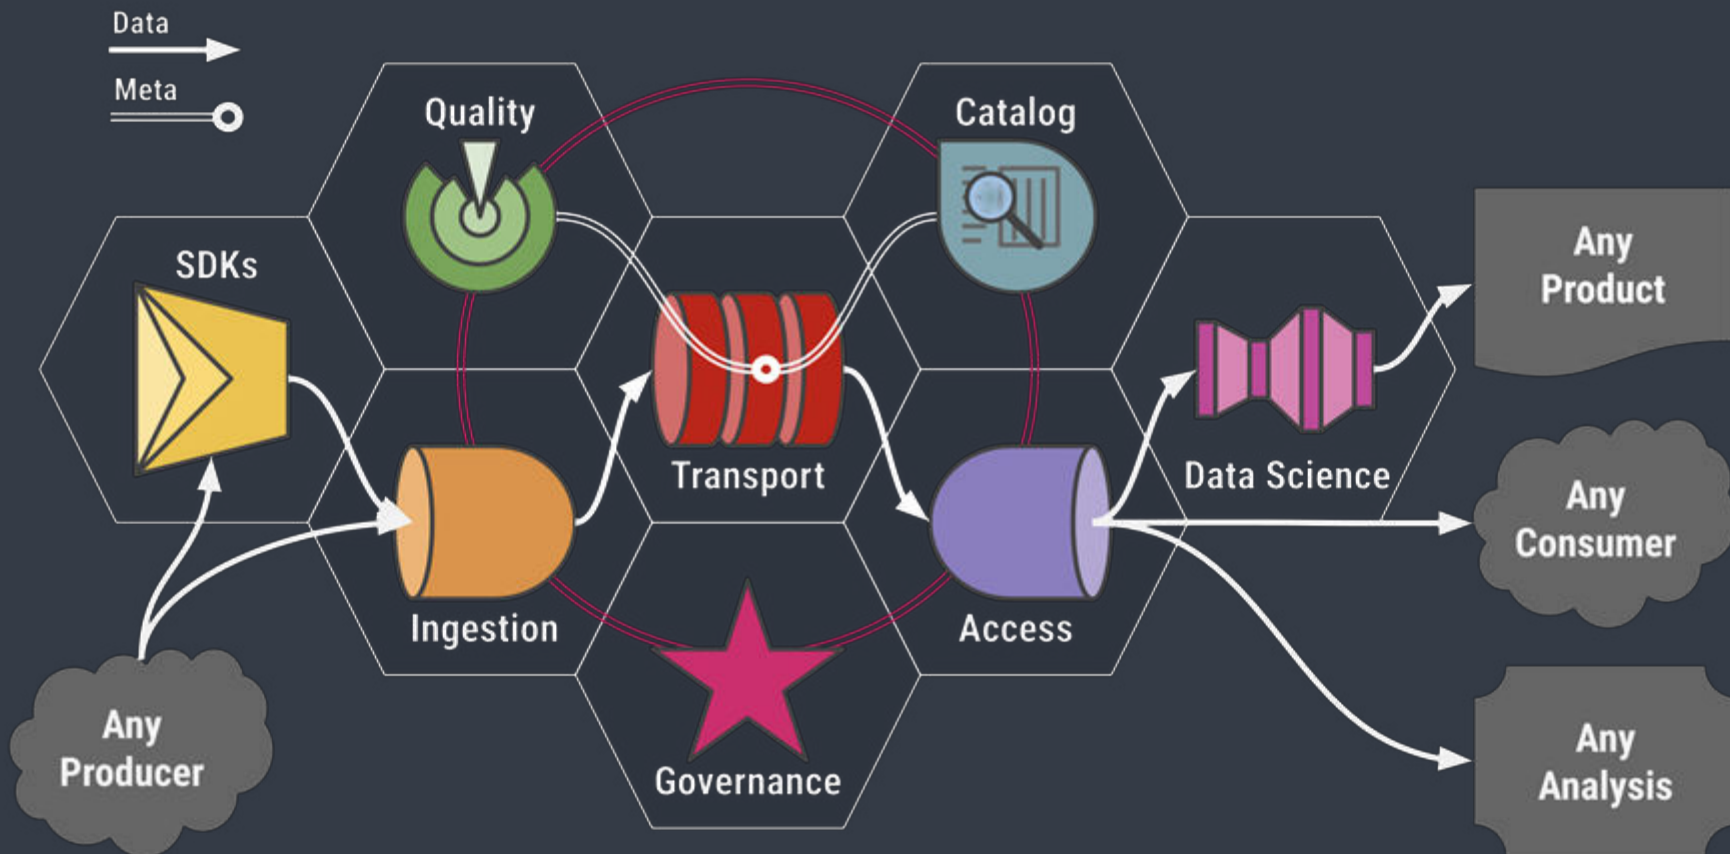 Data
Meta
Quality
Catalog
SDKs
Any
Product
Transport
Data Science
Any
Consumer
Ingestion
Access
Any
Producer
Governance
Any
Analysis